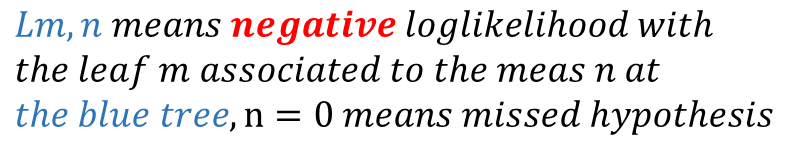 Lm, n means negative loglikelihood with
the leaf m associated to the meas n at
the blue tree, n = 0 means missed hypothesis